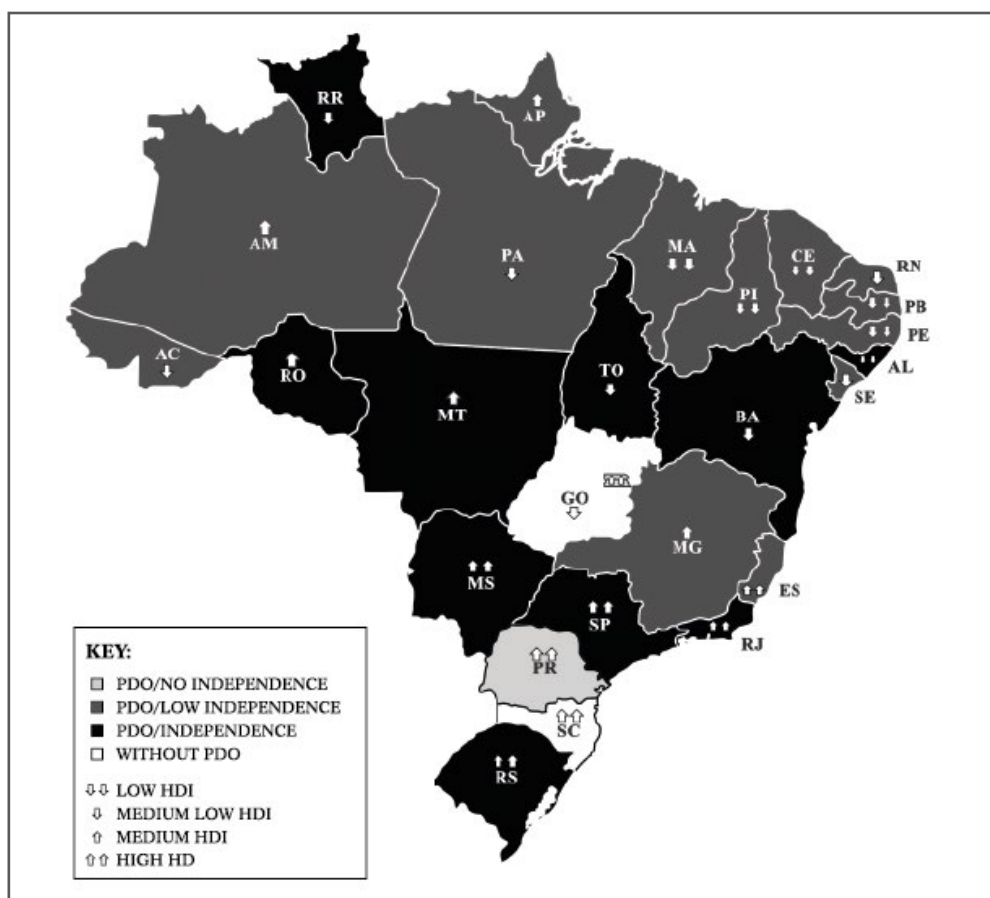 RR
AP
AM
PA
MA
CE
RN
PI
PB
PE
AC
RO
TO
AL
SE
MT
BA
GO
MG
MS
ES
SP
RJ
PR
SC
RS
KEY:
PDO/NO INDEPENDENCE
PDO/LOW INDEPENDENCE
PDO/INDEPENDENCE
WITHOUT PDO
LOW HDI
MEDIUM LOW HDI
MEDIUM HDI
HIGH HD